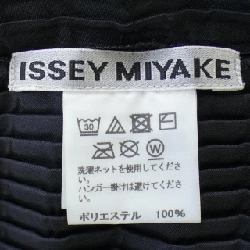 ISSEY MIYAKE
30
W
洗濯ネットを使用してくださ
い。
ハンガー掛けは避けてください。
ポリエステル 100%